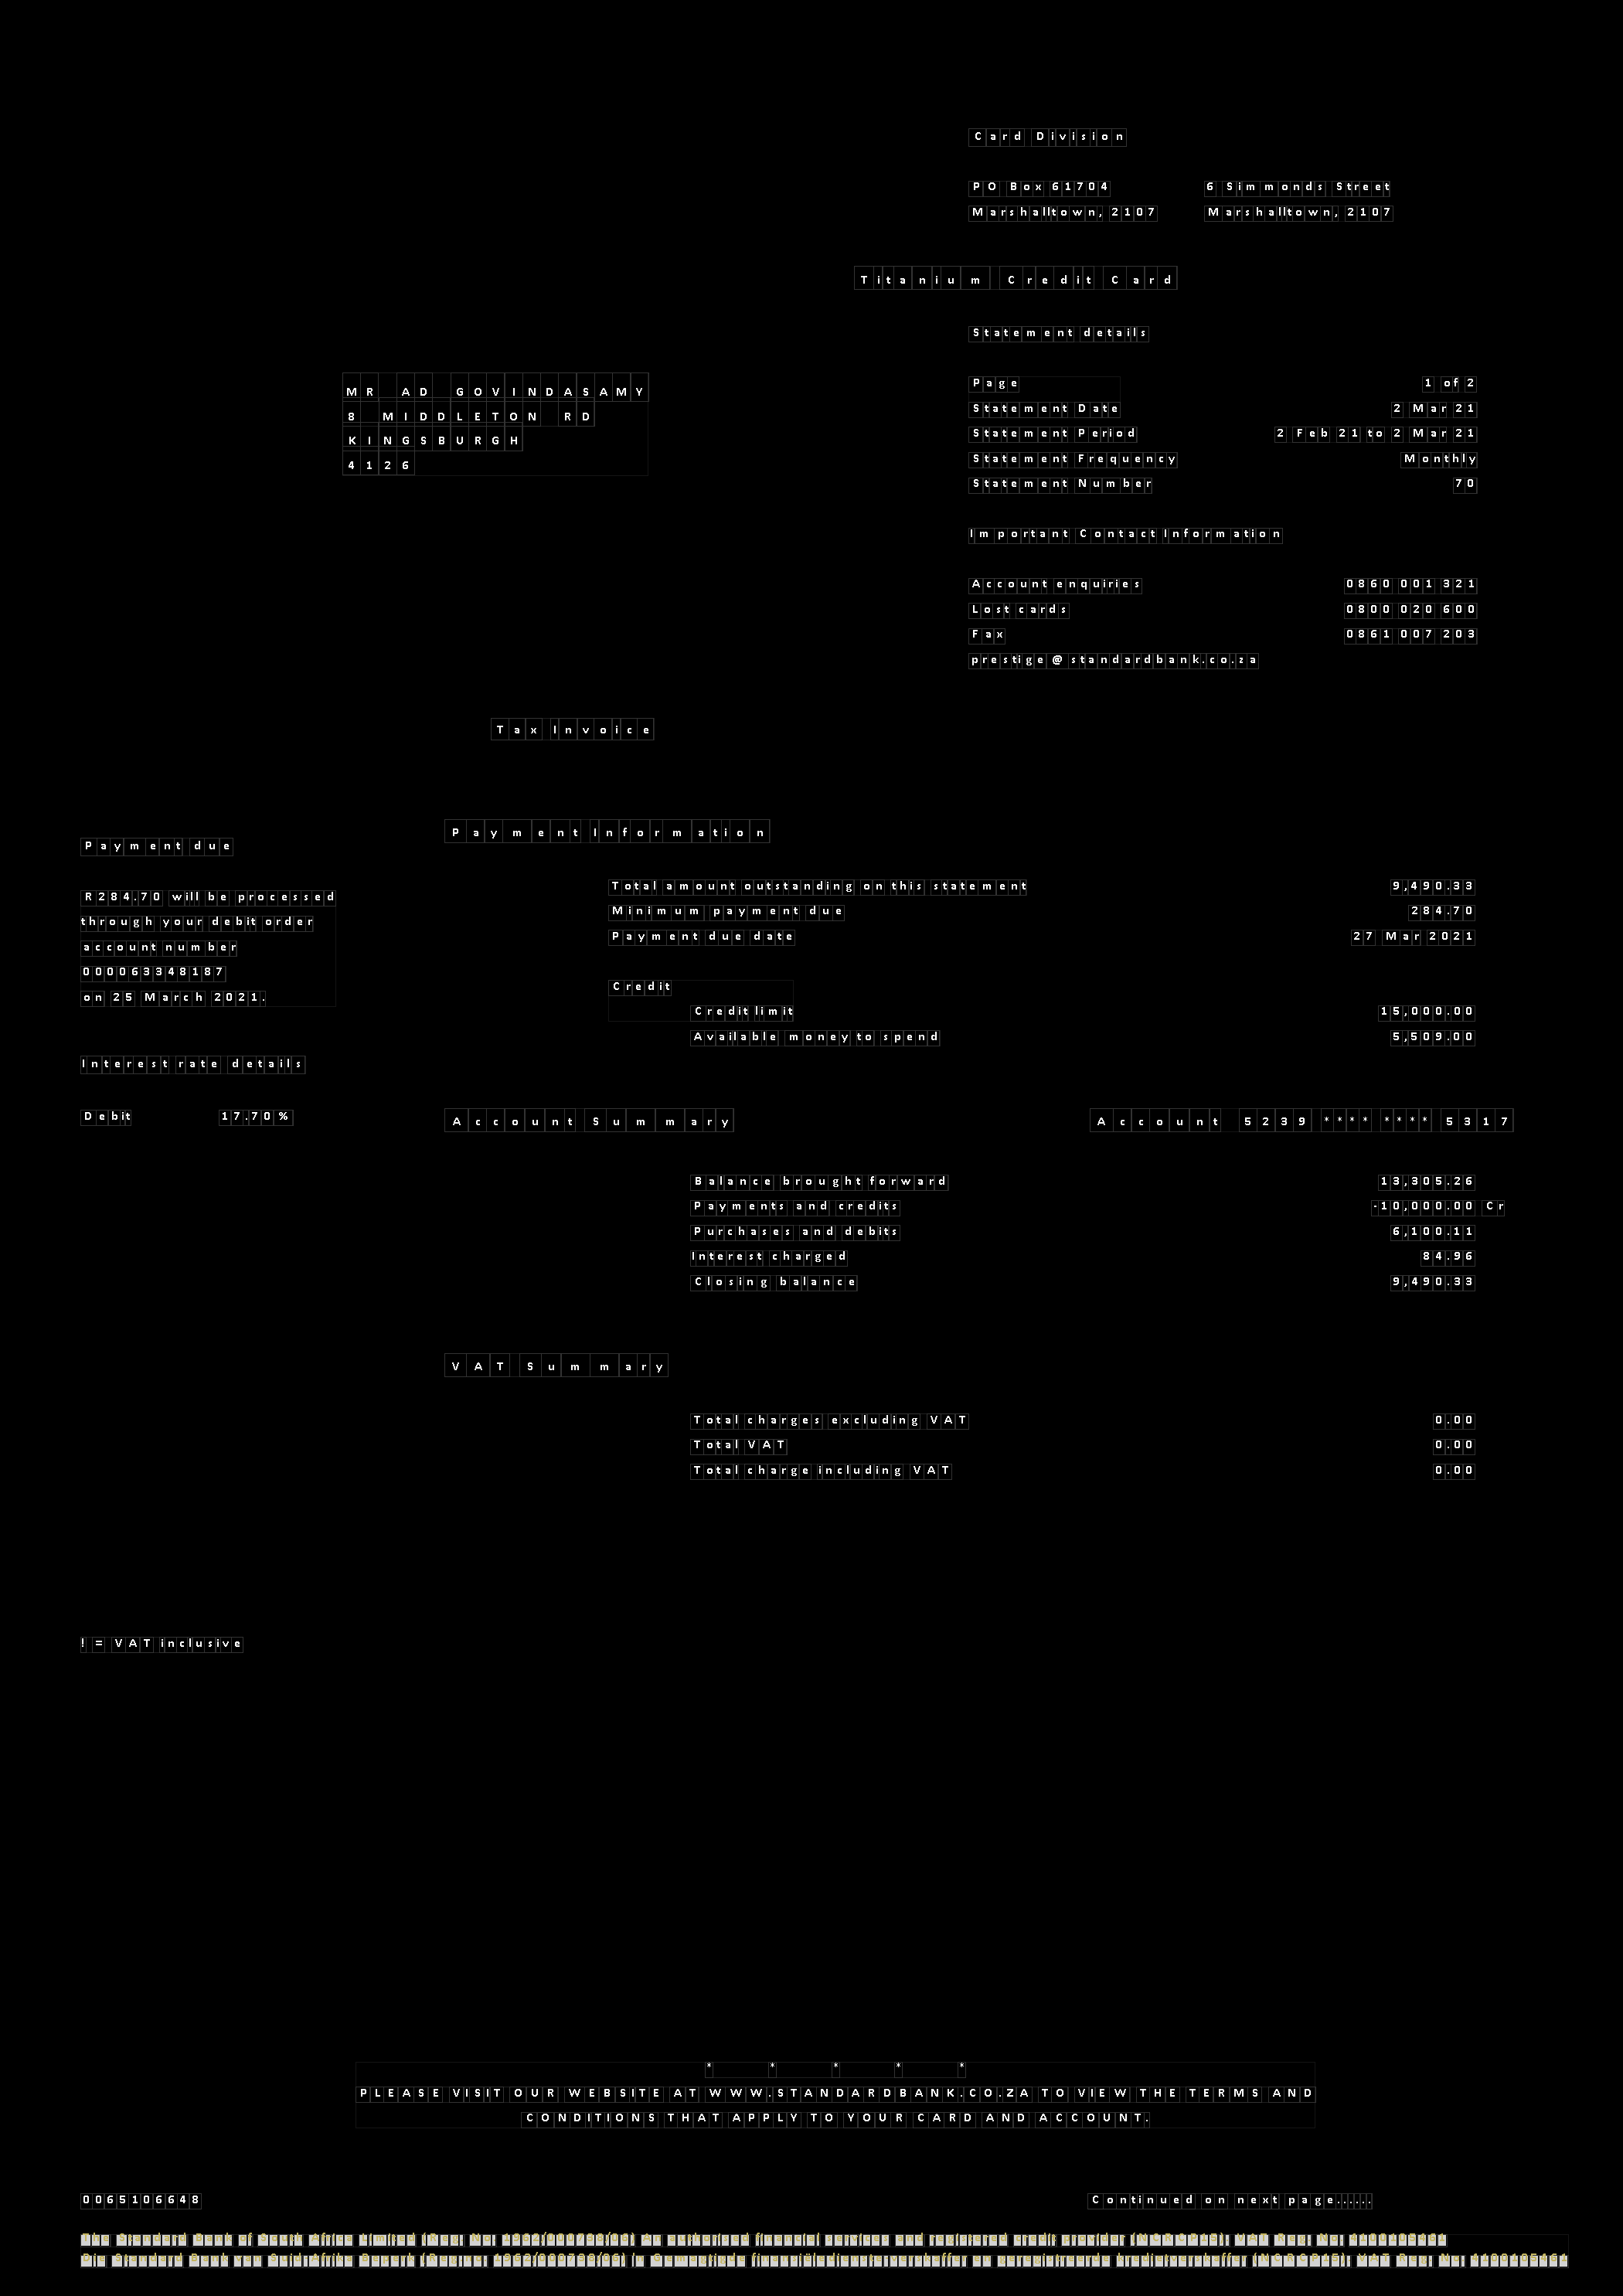 Card Division
PO Box 61704 6 Simmonds Street
Marshalltown, 2107 Marshalltown, 2107
Titanium Credit Card
Statement details
MR AD GOVINDASAMY
8 MIDDLETON RD
KINGSBURGH
4126
Page 1 of 2
Statement Date 2 Mar 21
Statement Period 2 Feb 21 to 2 Mar 21
Statement Frequency Monthly
Statement Number 70
Important Contact Information
Account enquiries 0860 001 321
Lost cards 0800 020 600
Fax 0861 007 203
prestige@standardbank.co.za
Tax Invoice
Payment due
R284.70 will be processed
through your debit order
account number
000063348187
on 25 March 2021.
Interest rate details
Debit 17.70%
Payment Information
Total amount outstanding on this statement 9,490.33
Minimum payment due 284.70
Payment due date 27 Mar 2021
Credit
Credit limit 15,000.00
Available money to spend 5,509.00
Account Summary Account 5239 **** **** 5317
Balance brought forward 13,305.26
Payments and credits -10,000.00 Cr
Purchases and debits 6,100.11
Interest charged 84.96
Closing balance 9,490.33
VAT Summary
Total charges excluding VAT 0.00
Total VAT 0.00
Total charge including VAT 0.00
! = VAT inclusive
* * * * *
PLEASE VISIT OUR WEBSITE AT WWW.STANDARDBANK.CO.ZA TO VIEW THE TERMS AND
CONDITIONS THAT APPLY TO YOUR CARD AND ACCOUNT.
0065106648 Continued on next page......